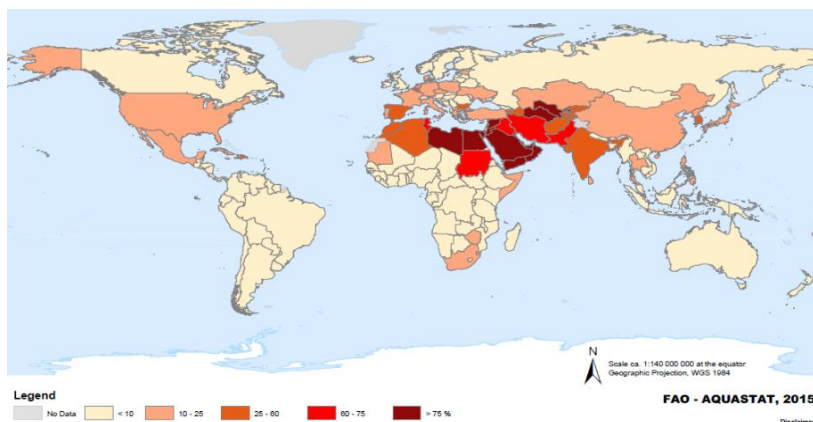 N
Scale ca. 1:140 000 000 at the equator
Geographic Projection, WGS 1984
Legend
No Data
< 10
10 - 25
25 - 60
60 - 75
> 75 %
FAO - AQUASTAT, 2015
Disclaimer